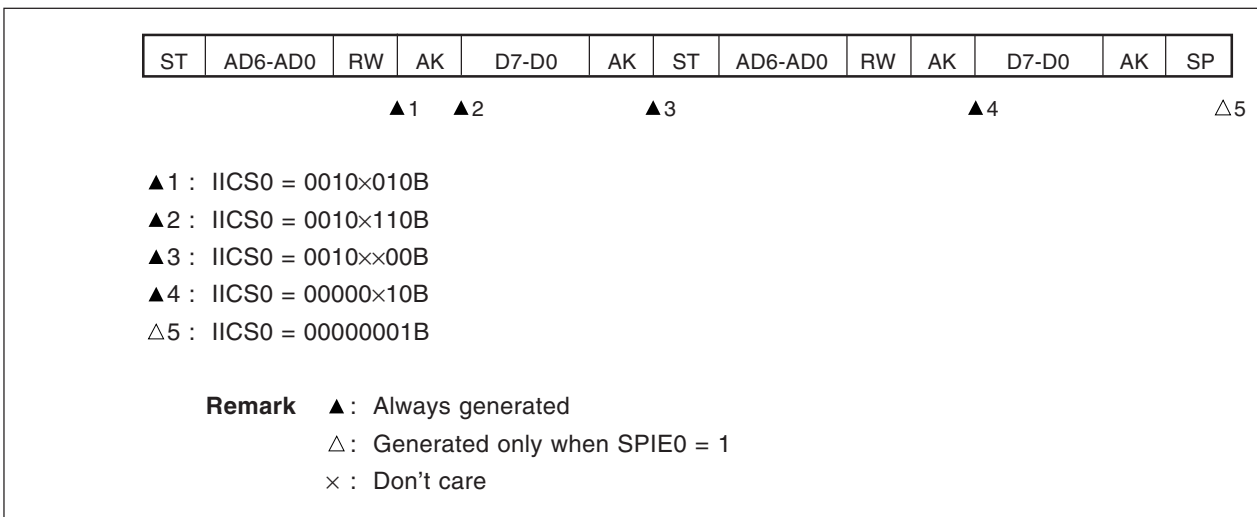 ST AD6-AD0 RW AK D7-D0 AK ST AD6-AD0 RW AK D7-D0 AK SP
▲1 ▲2 ▲3 ▲4 △5
▲1 : IICS0 = 0010×010B
▲2 : IICS0 = 0010×110B
▲3 : IICS0 = 0010××00B
▲4 : IICS0 = 00000×10B
△5 : IICS0 = 00000001B
Remark ▲: Always generated
△: Generated only when SPIE0 = 1
× : Don't care